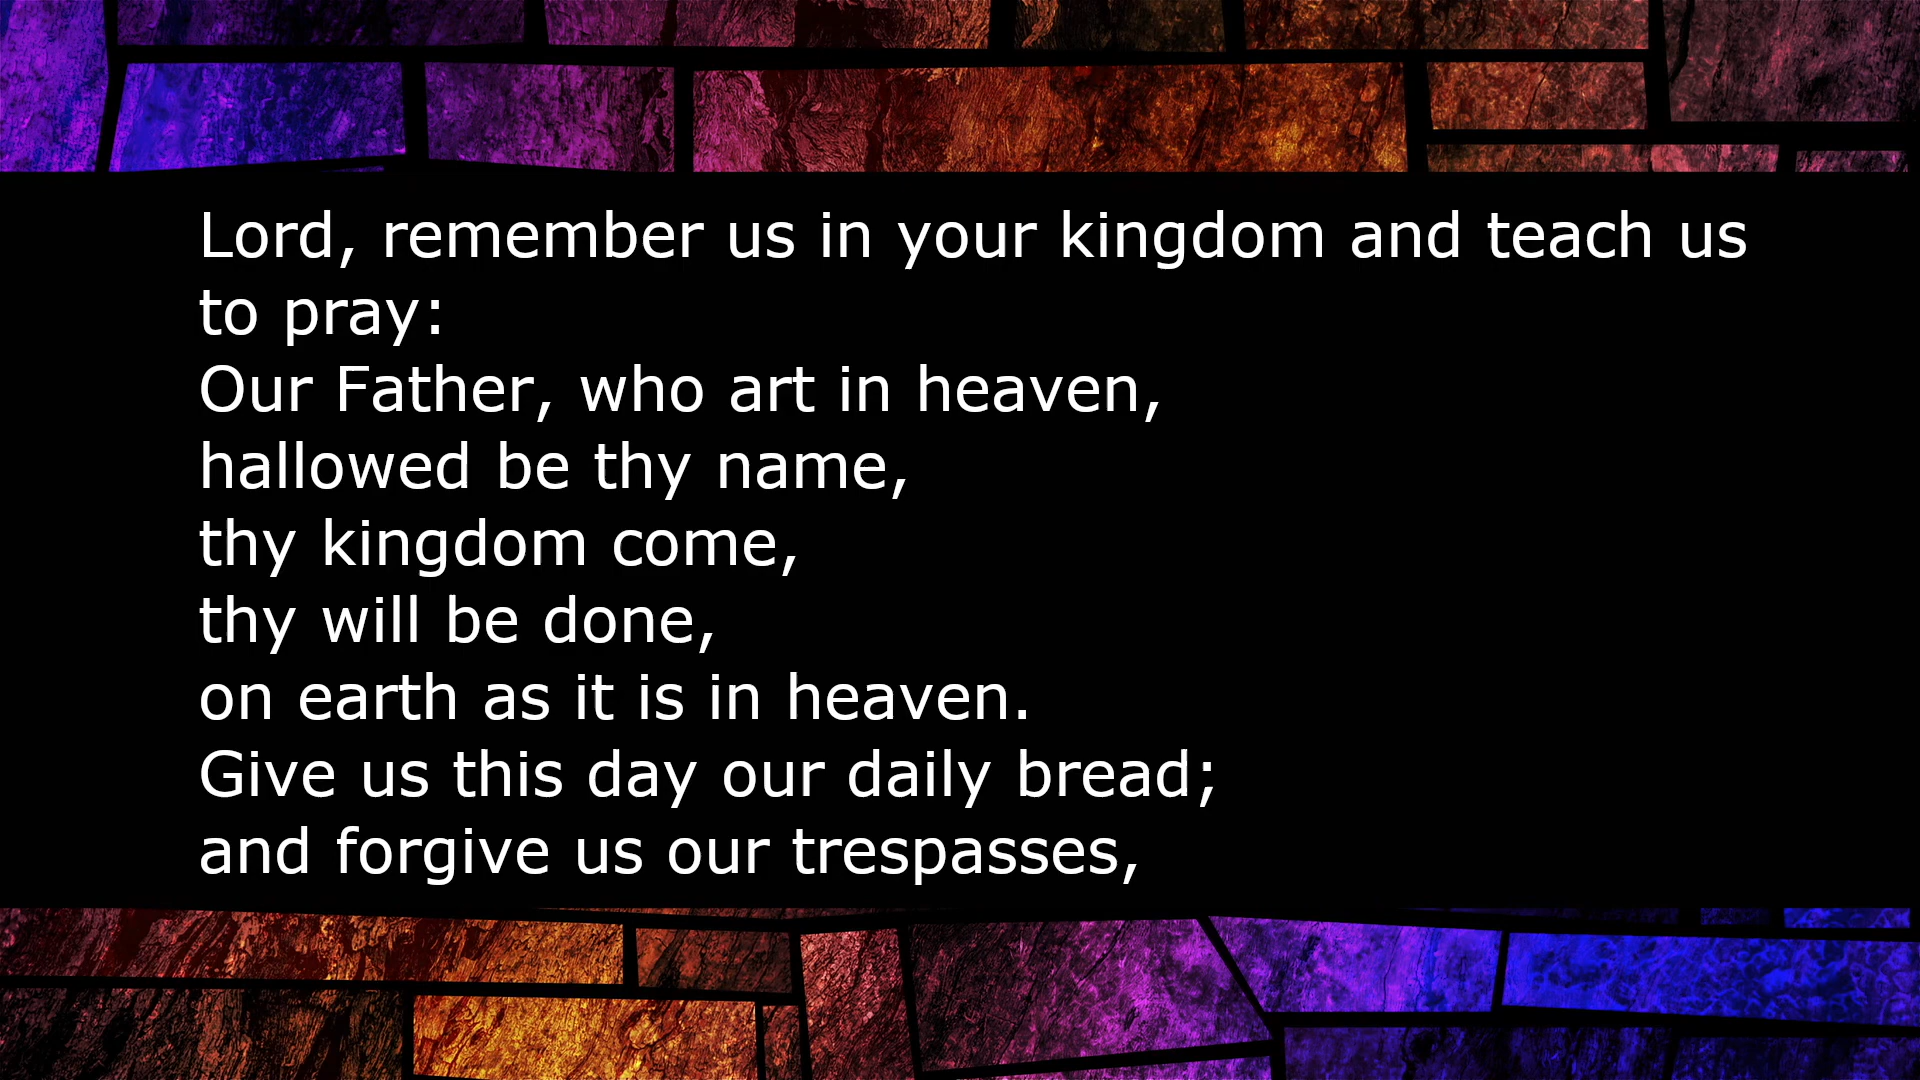 Lord, remember us in your kingdom and teach us
to pray:
Our Father, who art in heaven,
hallowed be thy name,
thy kingdom come,
thy will be done,
on earth as it is in heaven.
Give us this day our daily bread;
and forgive us our trespasses,